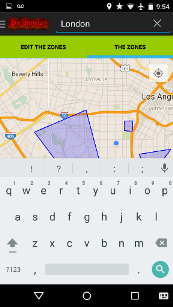 9:54
London
EDIT THE ZONES
THE ZONES
Beverly Hills
Los Angeles
! ? , : ; 
1 2 3 4 5 6 7 8 9 0
q w e r t y u i o p
a s d f g h j k l
z x c v b n m
?123 , .